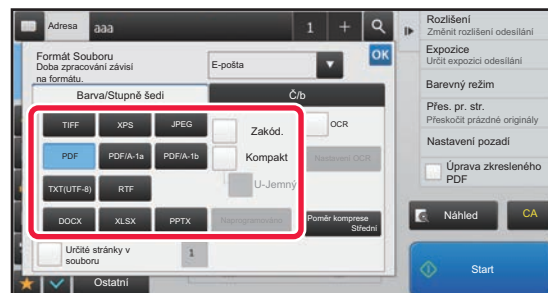 Adresa
aaa
1
Formát Souboru
Doba zpracování závisí
na formátu.
E-pošta
OK
Barva/Stupně šedi
Č/b
TIFF
XPS
JPEG
Zakód.
OCR
PDF
PDF/A-1a
PDF/A-1b
Kompakt
Nastavení OCR
U-Jemný
TXT(UTF-8)
RTF
DOCX
XLSX
PPTX
Naprogramováno
Poměr komprese
Střední
Určité stránky v
souboru
1
Ostatní
Rozlišení
Změnit rozlišení odesílání
Expozice
Určit expozici odesílání
Barevný režim
Přes. pr. str.
Přeskočit prázdné originály
Nastavení pozadí
Úprava zkresleného
PDF
Náhled
CA
Start